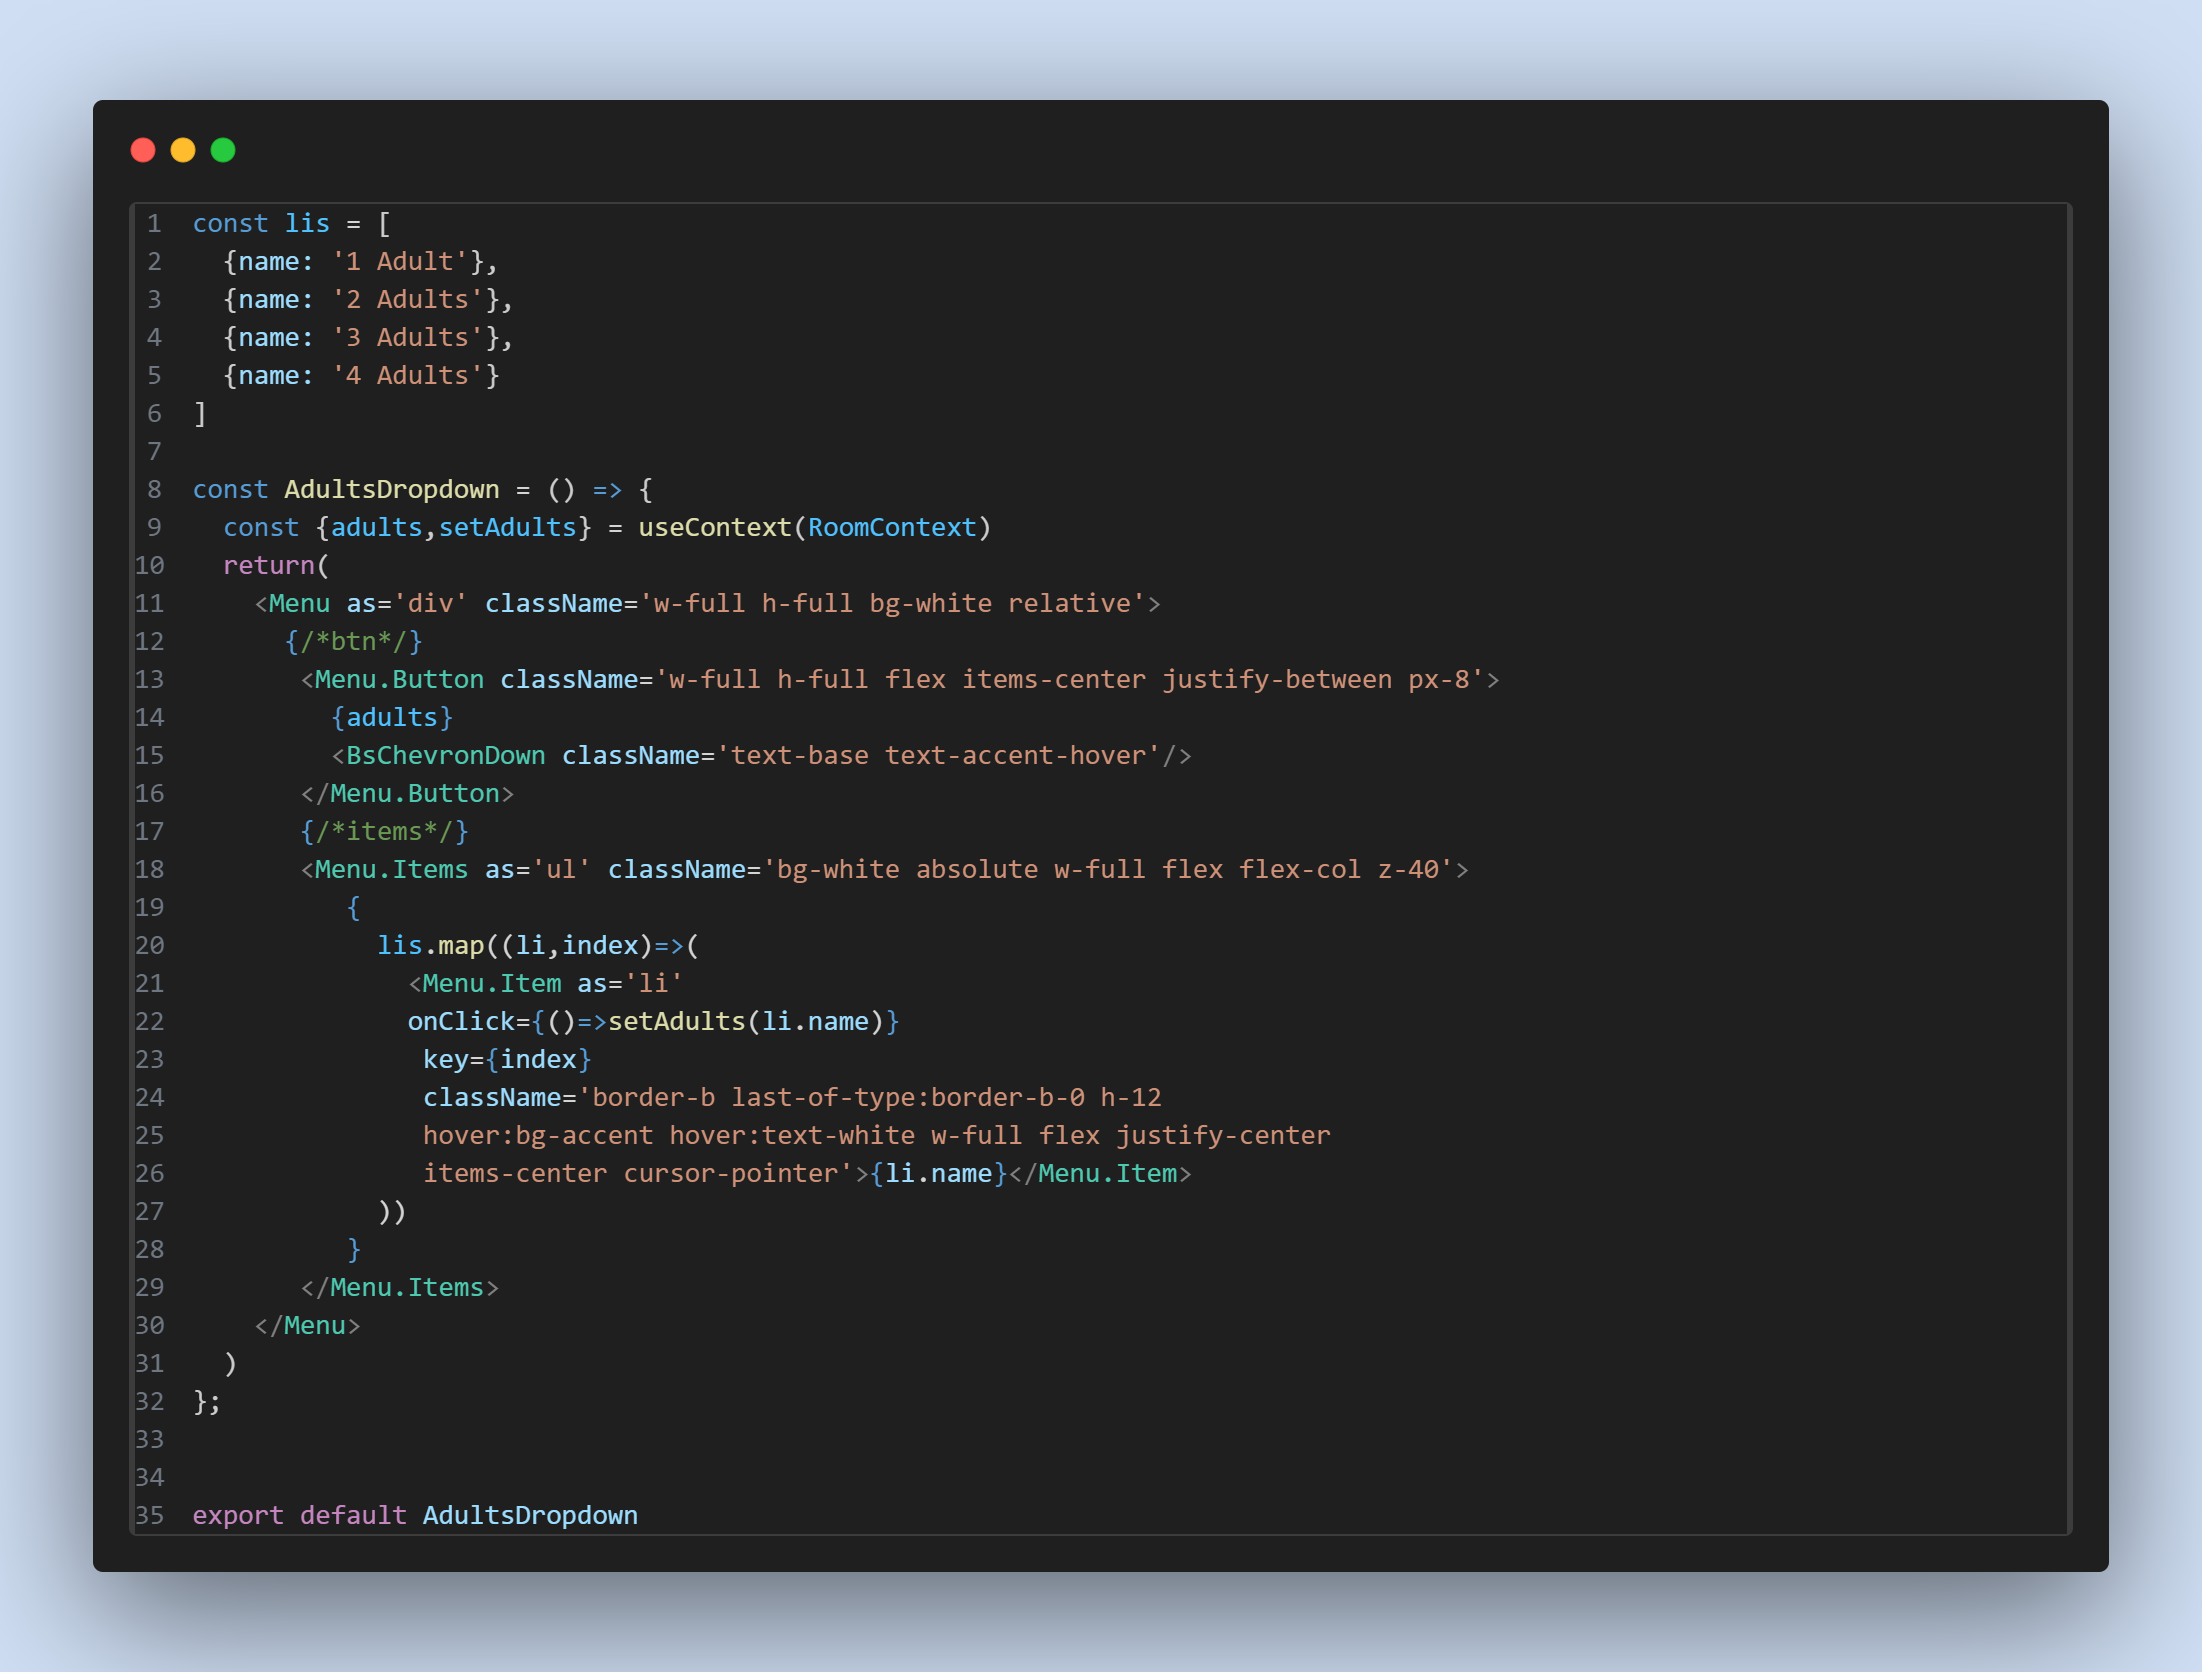 1 const lis = [
2   {name: '1 Adult'},
3   {name: '2 Adults'},
4   {name: '3 Adults'},
5   {name: '4 Adults'}
6 ]
7
8 const AdultsDropdown = () => {
9   const {adults,setAdults} = useContext(RoomContext)
10   return(
11     <Menu as='div' className='w-full h-full bg-white relative'>
12       {/*btn*/}
13        <Menu.Button className='w-full h-full flex items-center justify-between px-8'>
14          {adults}
15          <BsChevronDown className='text-base text-accent-hover'/>
16        </Menu.Button>
17        {/*items*/}
18        <Menu.Items as='ul' className='bg-white absolute w-full flex flex-col z-40'>
19           {
20             lis.map((li,index)=>(
21               <Menu.Item as='li'
22               onClick={()=>setAdults(li.name)}
23                key={index}
24                className='border-b last-of-type:border-b-0 h-12
25                hover:bg-accent hover:text-white w-full flex justify-center
26                items-center cursor-pointer'>{li.name}</Menu.Item>
27             ))
28           }
29        </Menu.Items>
30     </Menu>
31   )
32 };
33
34
35 export default AdultsDropdown